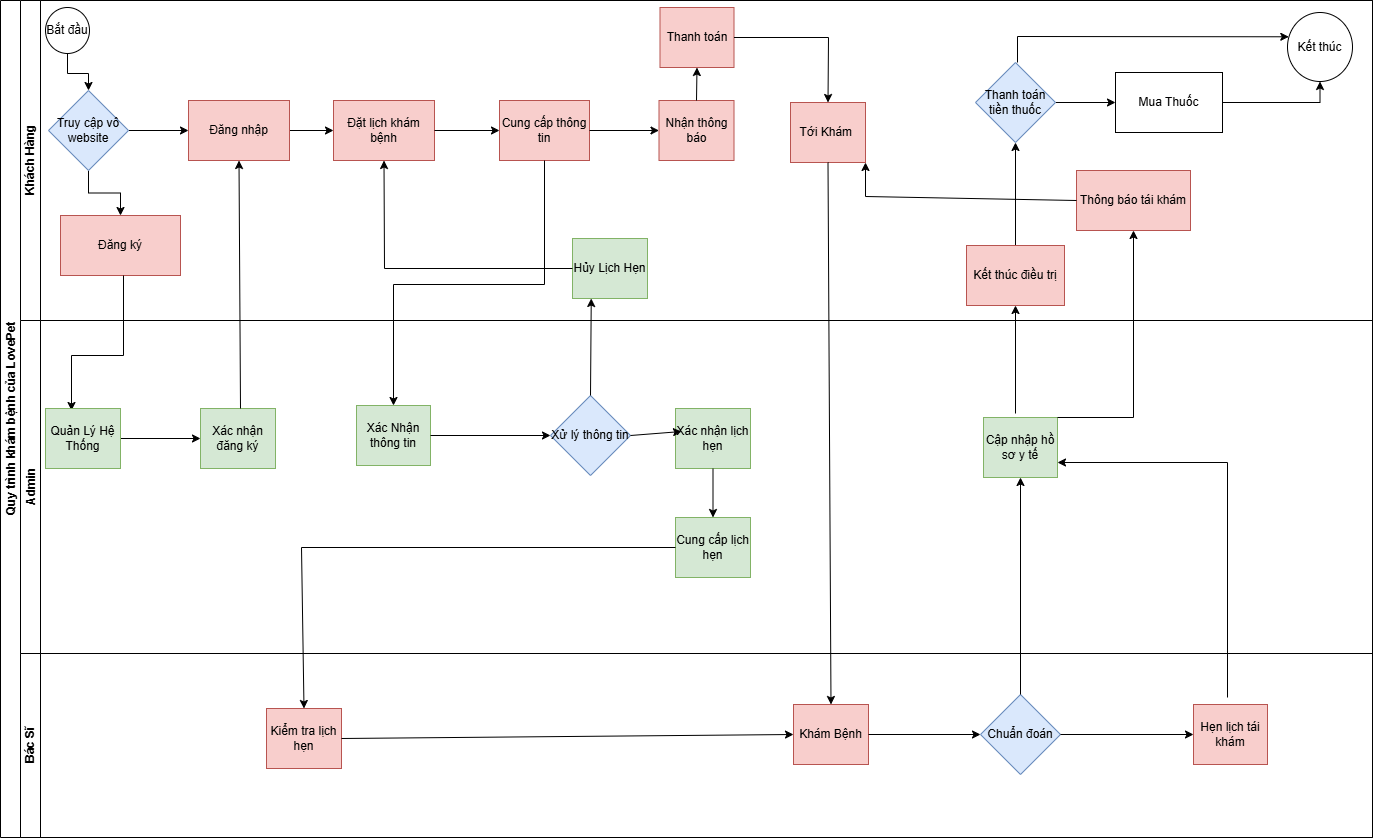 Quy trình khám bệnh của LovePet
Khách Hàng
Bắt đầu
Truy cập vô
website
Đăng nhập
Đặt lịch khám
bệnh
Cung cấp thông
tin
Nhận thông
báo
Thanh toán
Tới Khám
Thanh toán
tiền thuốc
Mua Thuốc
Kết thúc
Đăng ký
Hủy Lịch Hẹn
Thông báo tái khám
Kết thúc điều trị
Admin
Quản Lý Hệ
Thống
Xác nhận
đăng ký
Xác Nhận
thông tin
Xử lý thông tin
Xác nhận lịch
hẹn
Cung cấp lịch
hẹn
Cập nhập hồ
sơ y tế
Bác Sĩ
Kiểm tra lịch
hẹn
Khám Bệnh
Chuẩn đoán
Hẹn lịch tái
khám